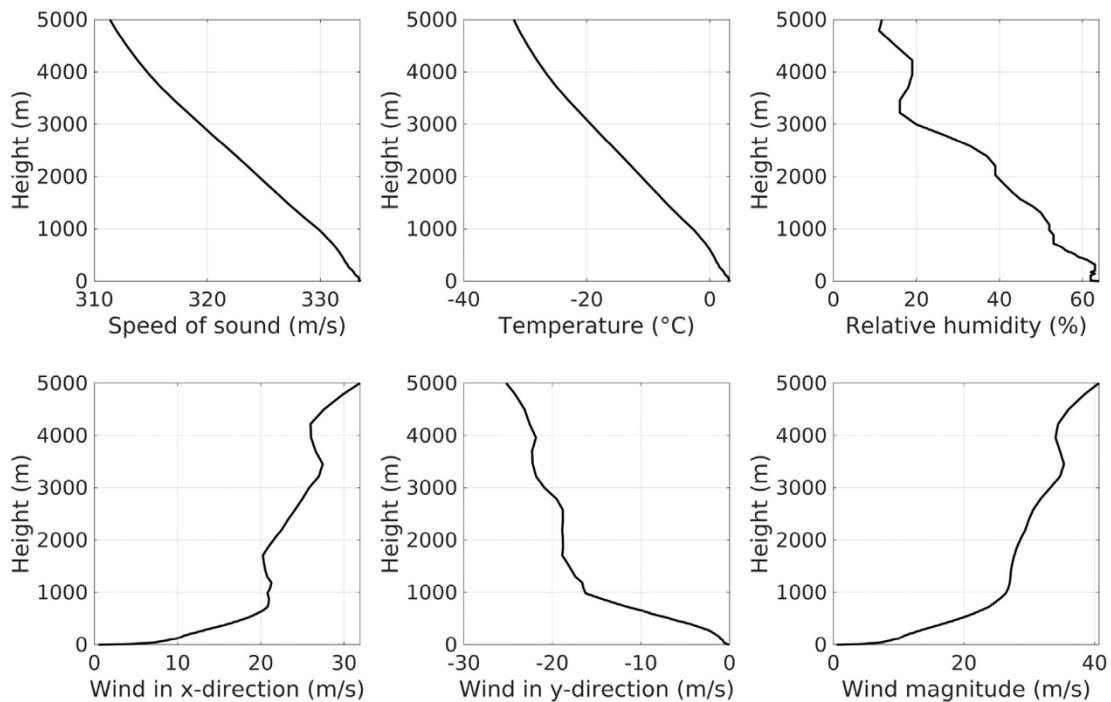 5000
4000
3000
2000
1000
0
Height (m)
310 320 330
Speed of sound (m/s)
5000
4000
3000
2000
1000
0
Height (m)
-40 -20 0
Temperature (°C)
5000
4000
3000
2000
1000
0
Height (m)
0 20 40 60
Relative humidity (%)
5000
4000
3000
2000
1000
0
Height (m)
0 10 20 30
Wind in x-direction (m/s)
5000
4000
3000
2000
1000
0
Height (m)
-30 -20 -10 0
Wind in y-direction (m/s)
5000
4000
3000
2000
1000
0
Height (m)
0 20 40
Wind magnitude (m/s)